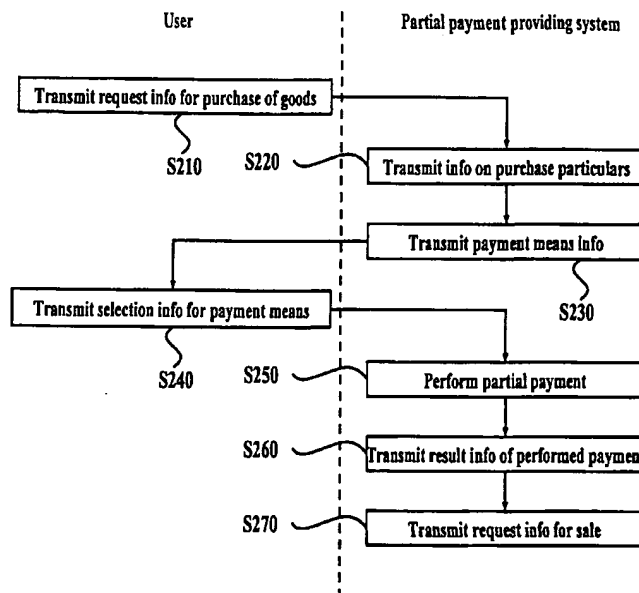 User
Partial payment providing system
Transmit request info for purchase of goods
S210
S220
Transmit info on purchase particulars
Transmit payment means info
S230
Transmit selection info for payment means
S240
S250
Perform partial payment
S260
Transmit result info of performed payment
S270
Transmit request info for sale